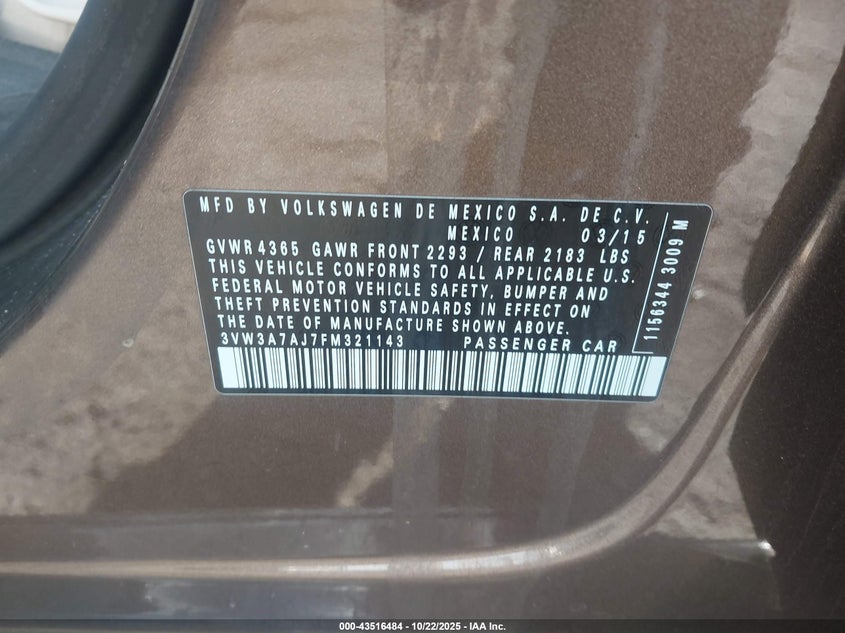 MFD BY VOLKSWAGEN DE MEXICO S.A. DE C.V.
MEXICO 03/15
GVWR 4365 GAWR FRONT 2293 / REAR 2183 LBS
THIS VEHICLE CONFORMS TO ALL APPLICABLE U.S.
FEDERAL MOTOR VEHICLE SAFETY, BUMPER AND
THEFT PREVENTION STANDARDS IN EFFECT ON
THE DATE OF MANUFACTURE SHOWN ABOVE.
3VW3A7AJ7FM321143 PASSENGER CAR
1156344 3009 M
000-43516484 - 10/22/2025 - IAA Inc.